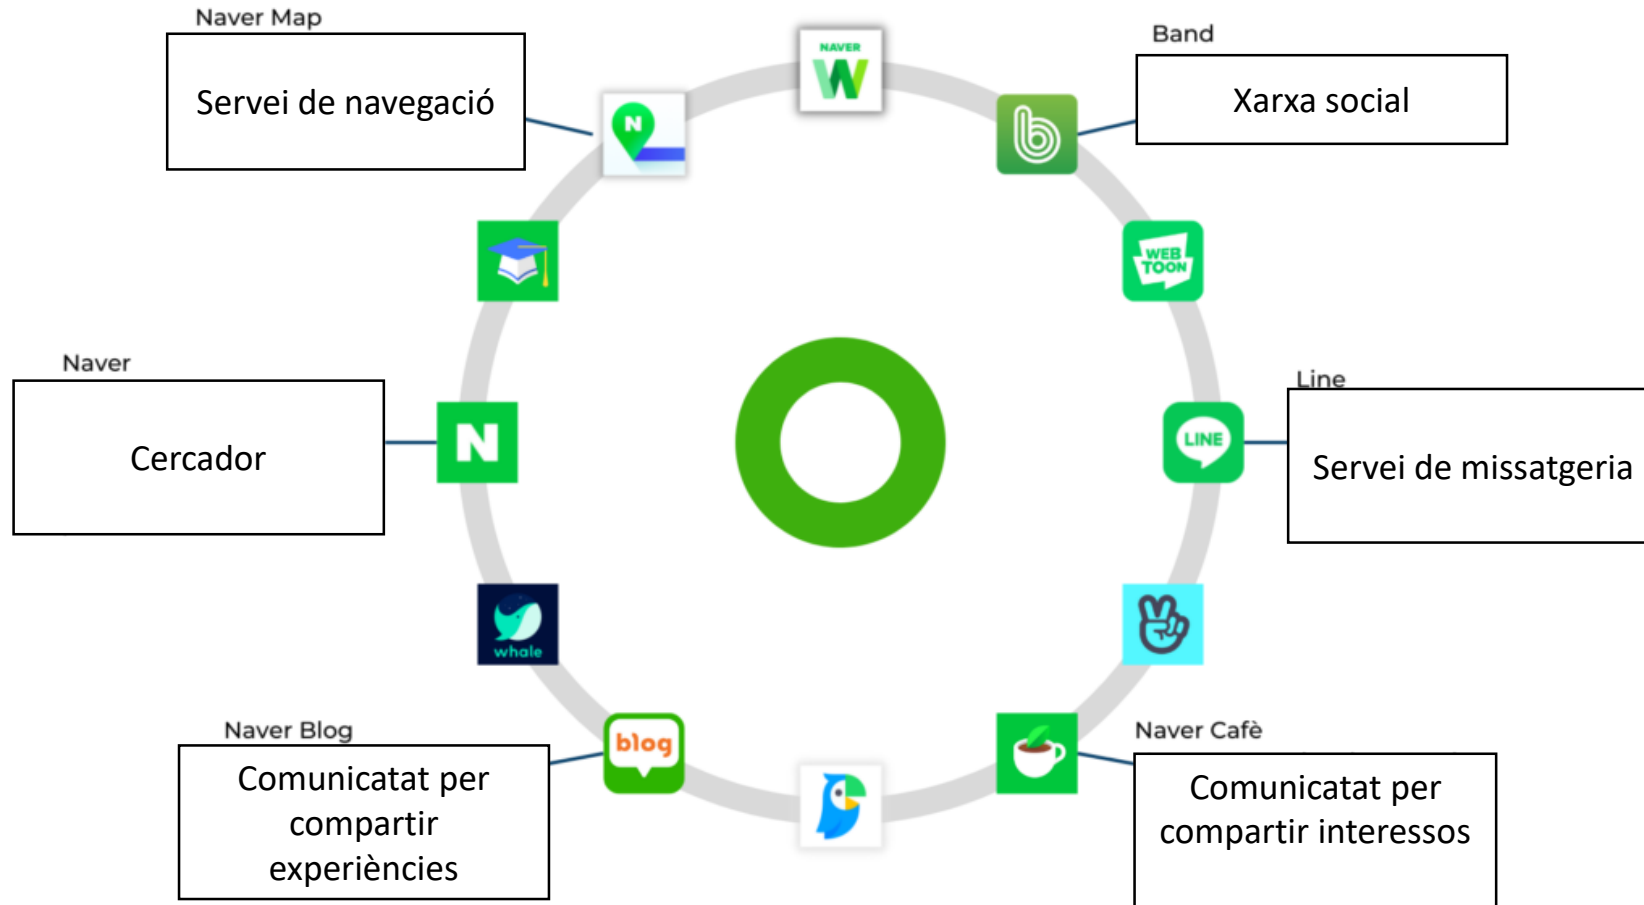 Naver Map
Servei de navegació
NAVER
W
Band
Xarxa social
N
b
WEB
TOON
Naver
Cercador
N
Line
LINE
Servei de missatgeria
whale
Naver Blog
Comunicatat per
compartir
experiències
blog
Naver Cafè
Comunicatat per
compartir interessos